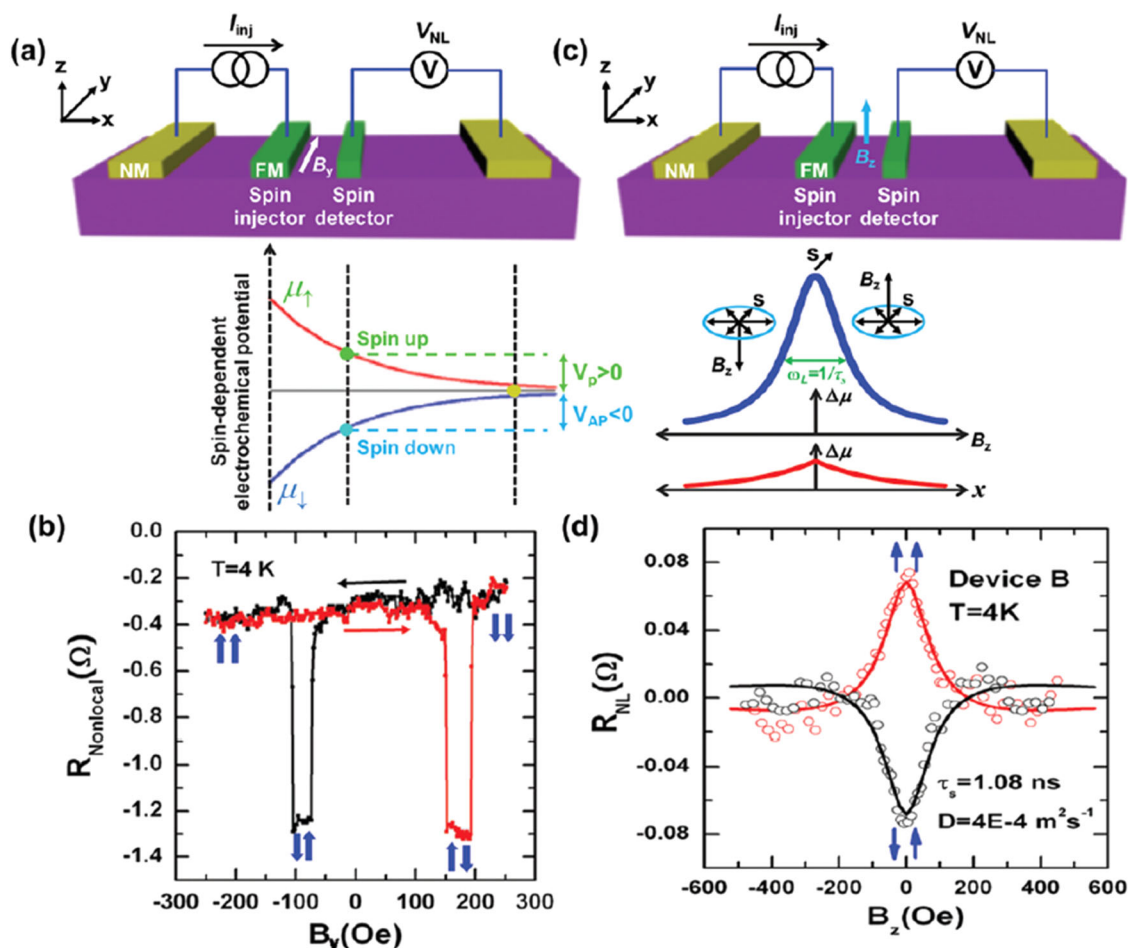 (a)
I_inj
V_NL
V
z
y
x
NM
FM
B_y
Spin
injector
Spin
detector
Spin-dependent
electrochemical potential
μ↑
μ↓
Spin up
Spin down
V_p>0
V_AP<0
(b)
T=4 K
R_Nonlocal(Ω)
0.0
-0.2
-0.4
-0.6
-0.8
-1.0
-1.2
-1.4
-300 -200 -100 0 100 200 300
B_y(Oe)
(c)
I_inj
V_NL
V
z
y
x
NM
FM
B_z
Spin
injector
Spin
detector
S
B_z
S
S
B_z
ω_L=1/τ_s
Δμ
B_z
Δμ
x
(d)
Device B
T=4K
R_NL(Ω)
0.08
0.04
0.00
-0.04
-0.08
τ_s=1.08 ns
D=4E-4 m²s⁻¹
-600 -400 -200 0 200 400 600
B_z(Oe)